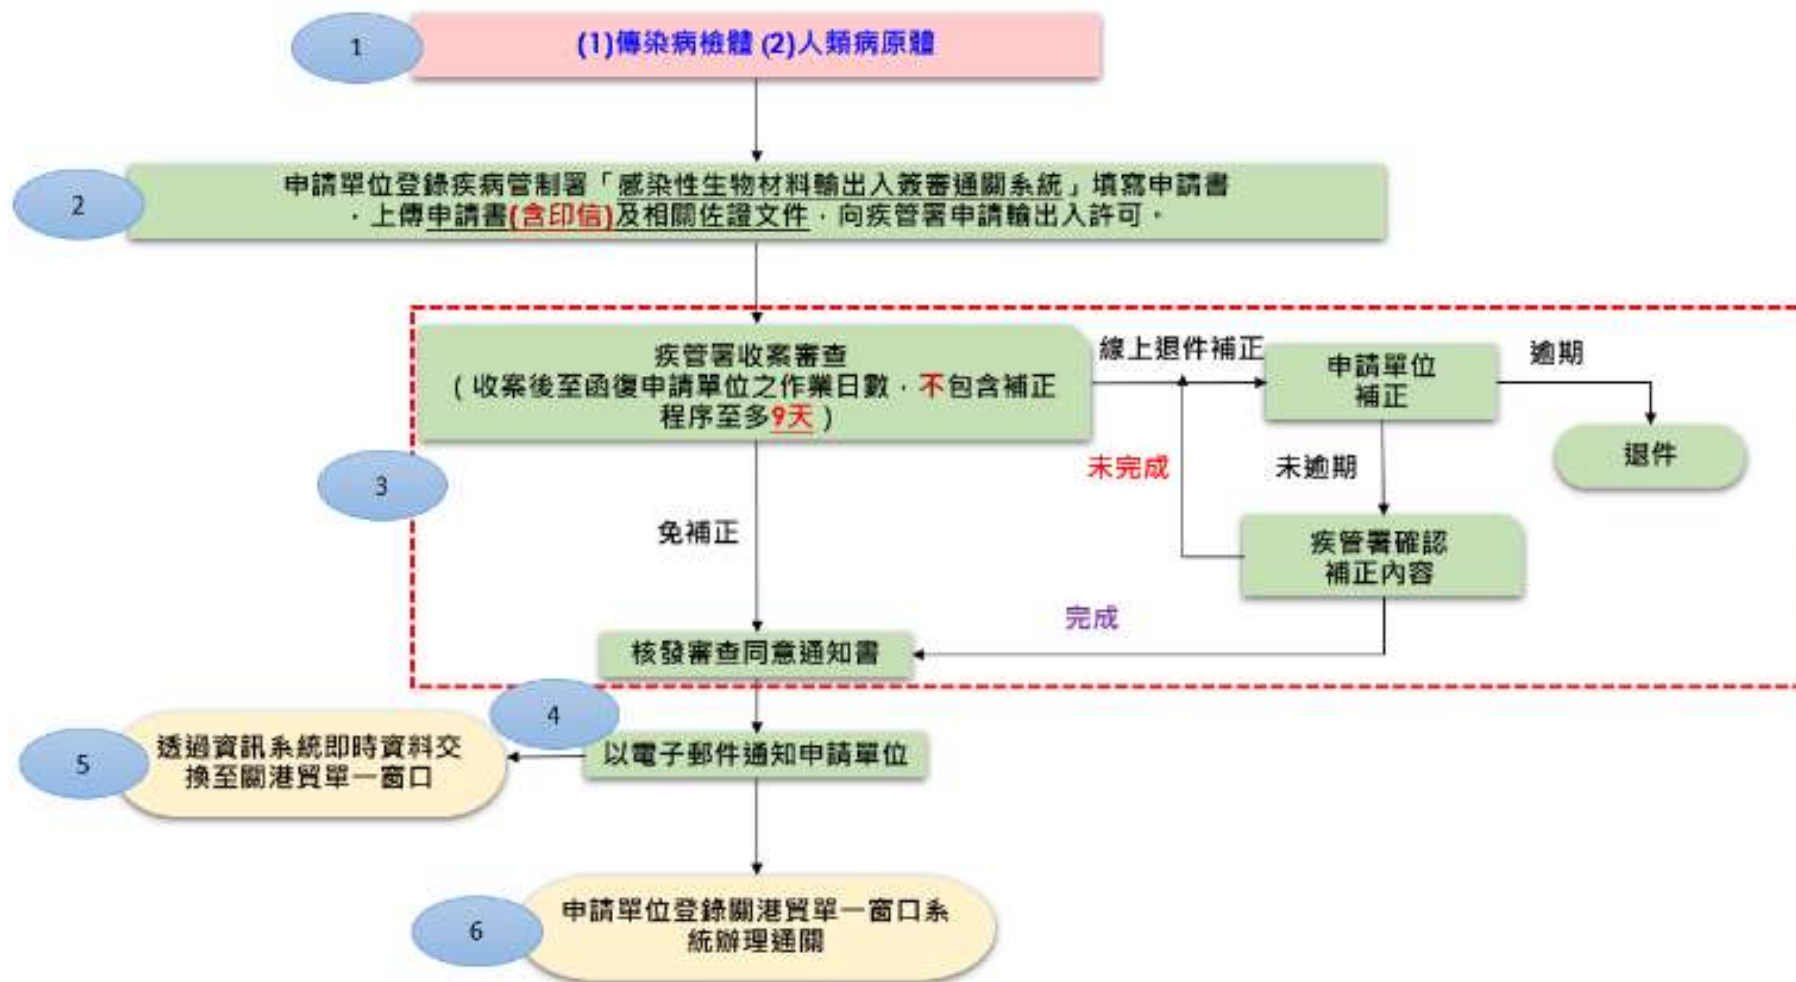 1
(1)傳染病檢體 (2)人類病原體
2
申請單位登錄疾病管制署「感染性生物材料輸出入簽審通關系統」填寫申請書
，上傳申請書(含印信)及相關佐證文件，向疾管署申請輸出入許可。
疾管署收案審查
（收案後至函復申請單位之作業日數，不包含補正
程序至多9天）
線上退件補正
申請單位
補正
逾期
退件
3
未完成
未逾期
免補正
疾管署確認
補正內容
完成
核發審查同意通知書
4
以電子郵件通知申請單位
5
透過資訊系統即時資料交
換至關港貿單一窗口
6
申請單位登錄關港貿單一窗口系
統辦理通關